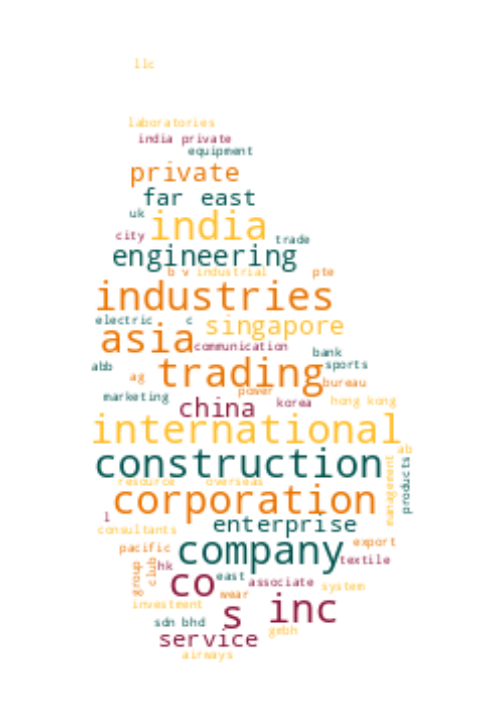 llc
laboratories
india private
equipment
private
far east
uk
india
city
trade
engineering
b v industrial pte
industries
electric c singapore
asia
communication
bank
abb
trading
sports
ag
bureau
power
marketing
china
korea
hong kong
international
ab
construction
management
products
resource overseas
corporation
l
enterprise
consultants
pacific
company
export
textile
group
club
hk
co
east
associate
system
wear
investment
s
inc
sdn bhd
gmbh
service
airways